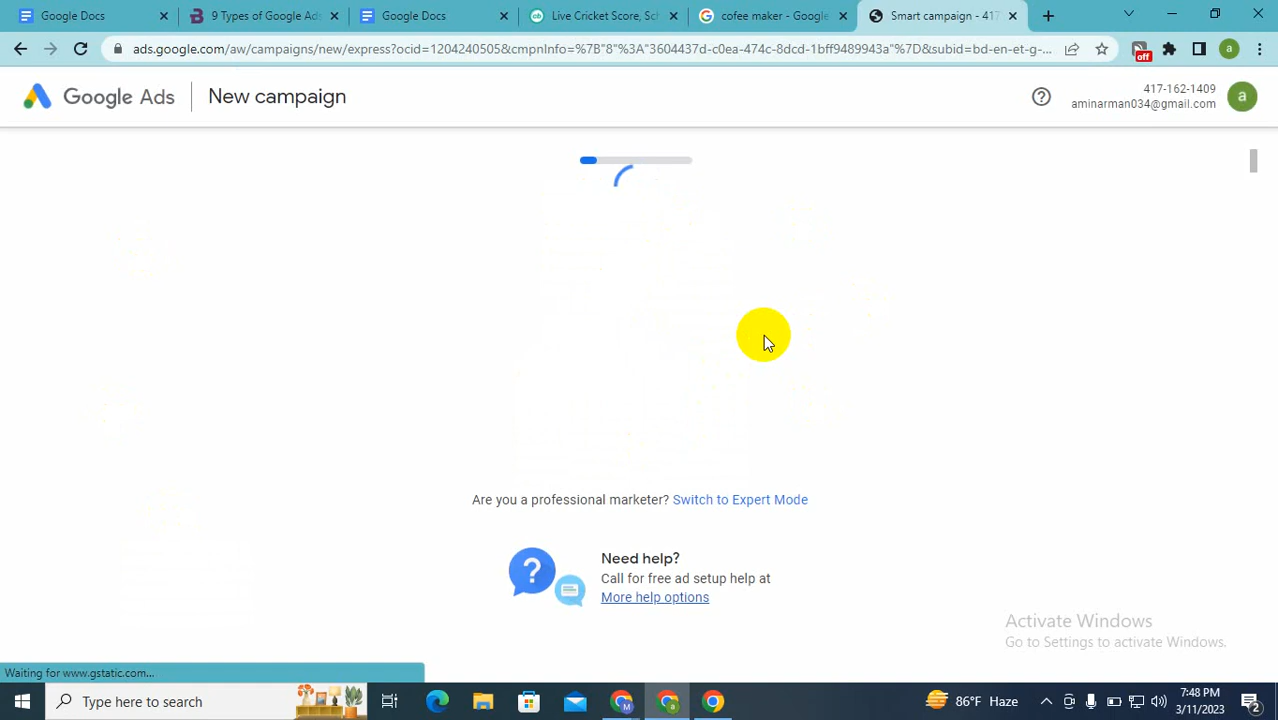 Google Docs
9 Types of Google Ads
Google Docs
Live Cricket Score, Sch
cofee maker - Google
Smart campaign - 417
ads.google.com/aw/campaigns/new/express?ocid=1204240505&cmpnInfo=%7B"8"%3A"3604437d-c0ea-474c-8dcd-1bff9489943a"%7D&subid=bd-en-et-g-...
off
a
Google Ads
New campaign
417-162-1409
aminarman034@gmail.com
a
Are you a professional marketer? Switch to Expert Mode
Need help?
Call for free ad setup help at
More help options
Activate Windows
Go to Settings to activate Windows.
Waiting for www.gstatic.com...
Type here to search
86°F Haze
7:48 PM
3/11/2023
2